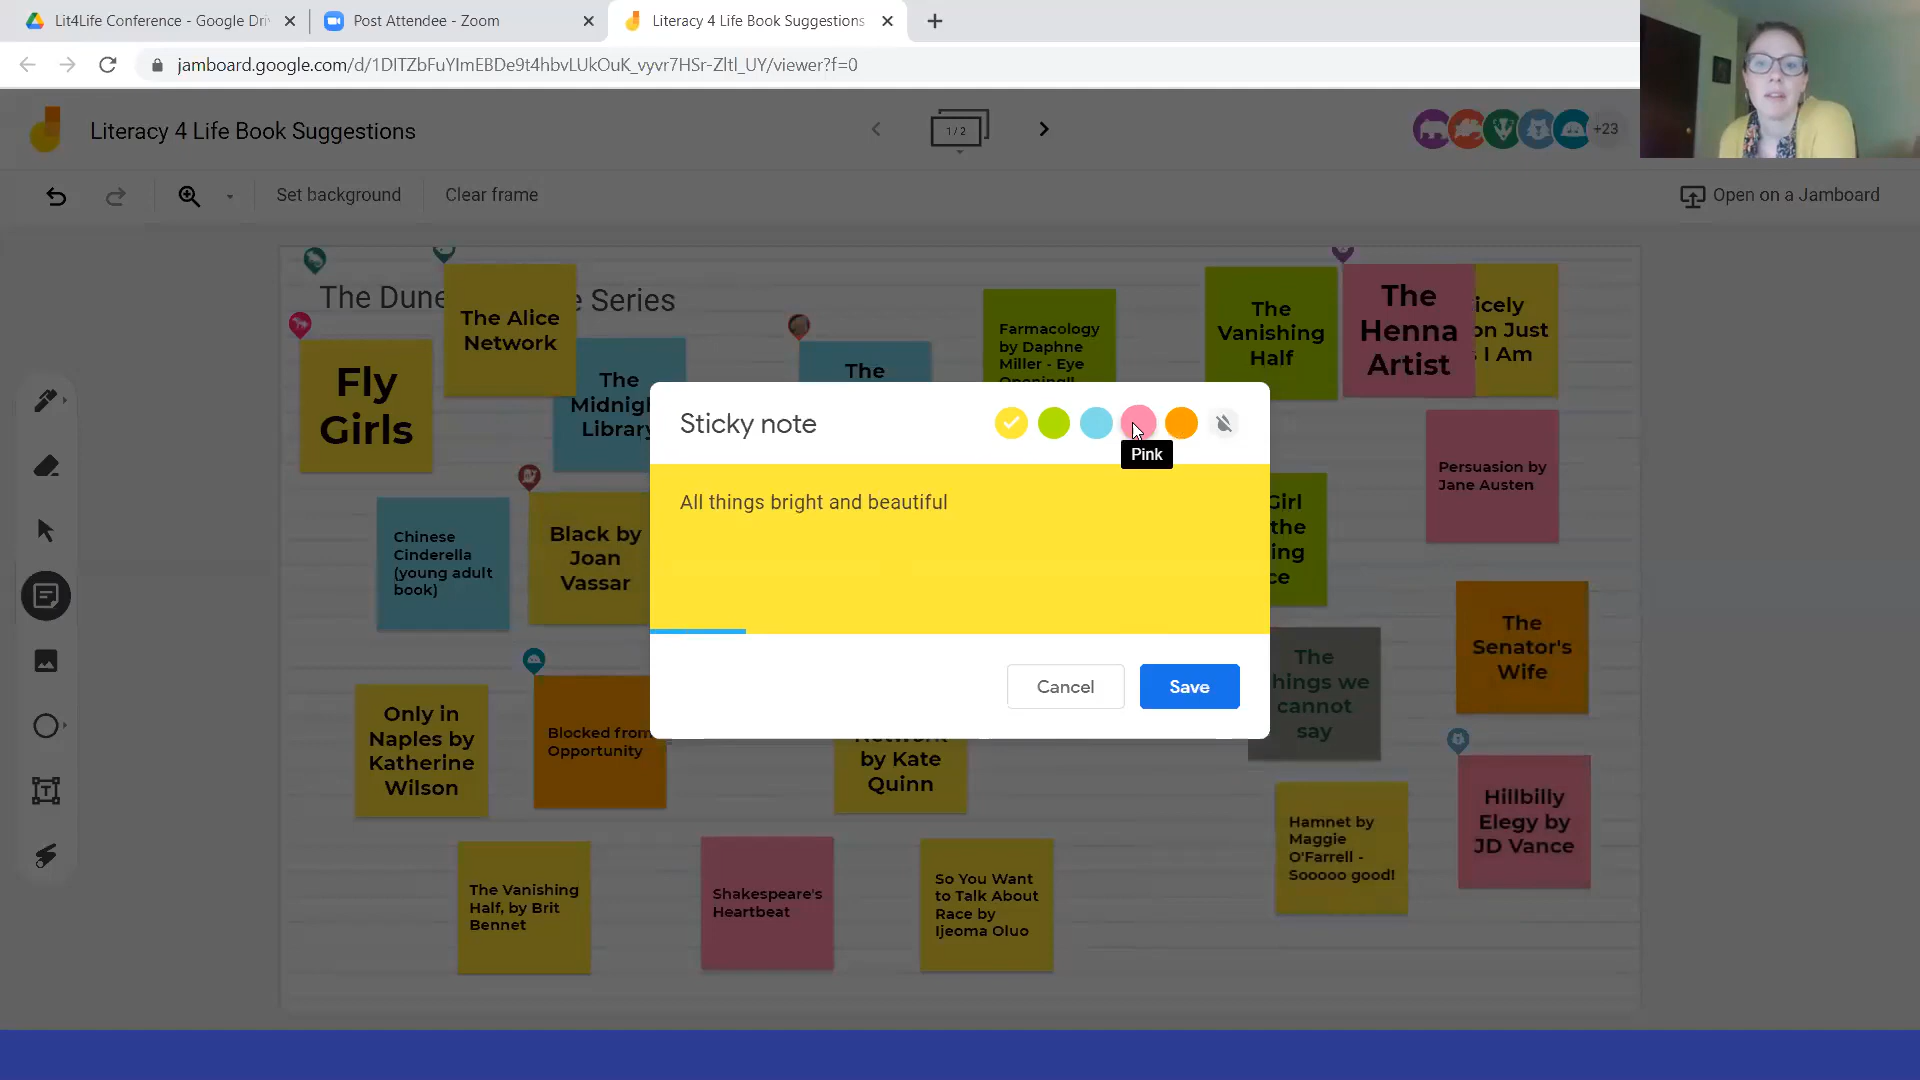 Lit4Life Conference - Google Dri
Post Attendee - Zoom
Literacy 4 Life Book Suggestions
jamboard.google.com/d/1DITZbFuYImEBDe9t4hbvLUkOuK_vyvr7HSr-ZltI_UY/viewer?f=0
Literacy 4 Life Book Suggestions
1 / 2
+23
Set background
Clear frame
Open on a Jamboard
The Dune
e Series
The Alice
Network
Fly
Girls
The
Midnigh
Library
The
Farmacology
by Daphne
Miller - Eye
Opening!!
The
Vanishing
Half
The
Henna
Artist
icely
on Just
s I Am
Sticky note
Pink
All things bright and beautiful
Cancel
Save
Persuasion by
Jane Austen
Chinese
Cinderella
(young adult
book)
Black by
Joan
Vassar
Girl
the
ing
ce
The
Senator's
Wife
The
things we
cannot
say
Only in
Naples by
Katherine
Wilson
Blocked from
Opportunity
Network
by Kate
Quinn
Hamnet by
Maggie
O'Farrell -
Sooooo good!
Hillbilly
Elegy by
JD Vance
The Vanishing
Half, by Brit
Bennet
Shakespeare's
Heartbeat
So You Want
to Talk About
Race by
Ijeoma Oluo